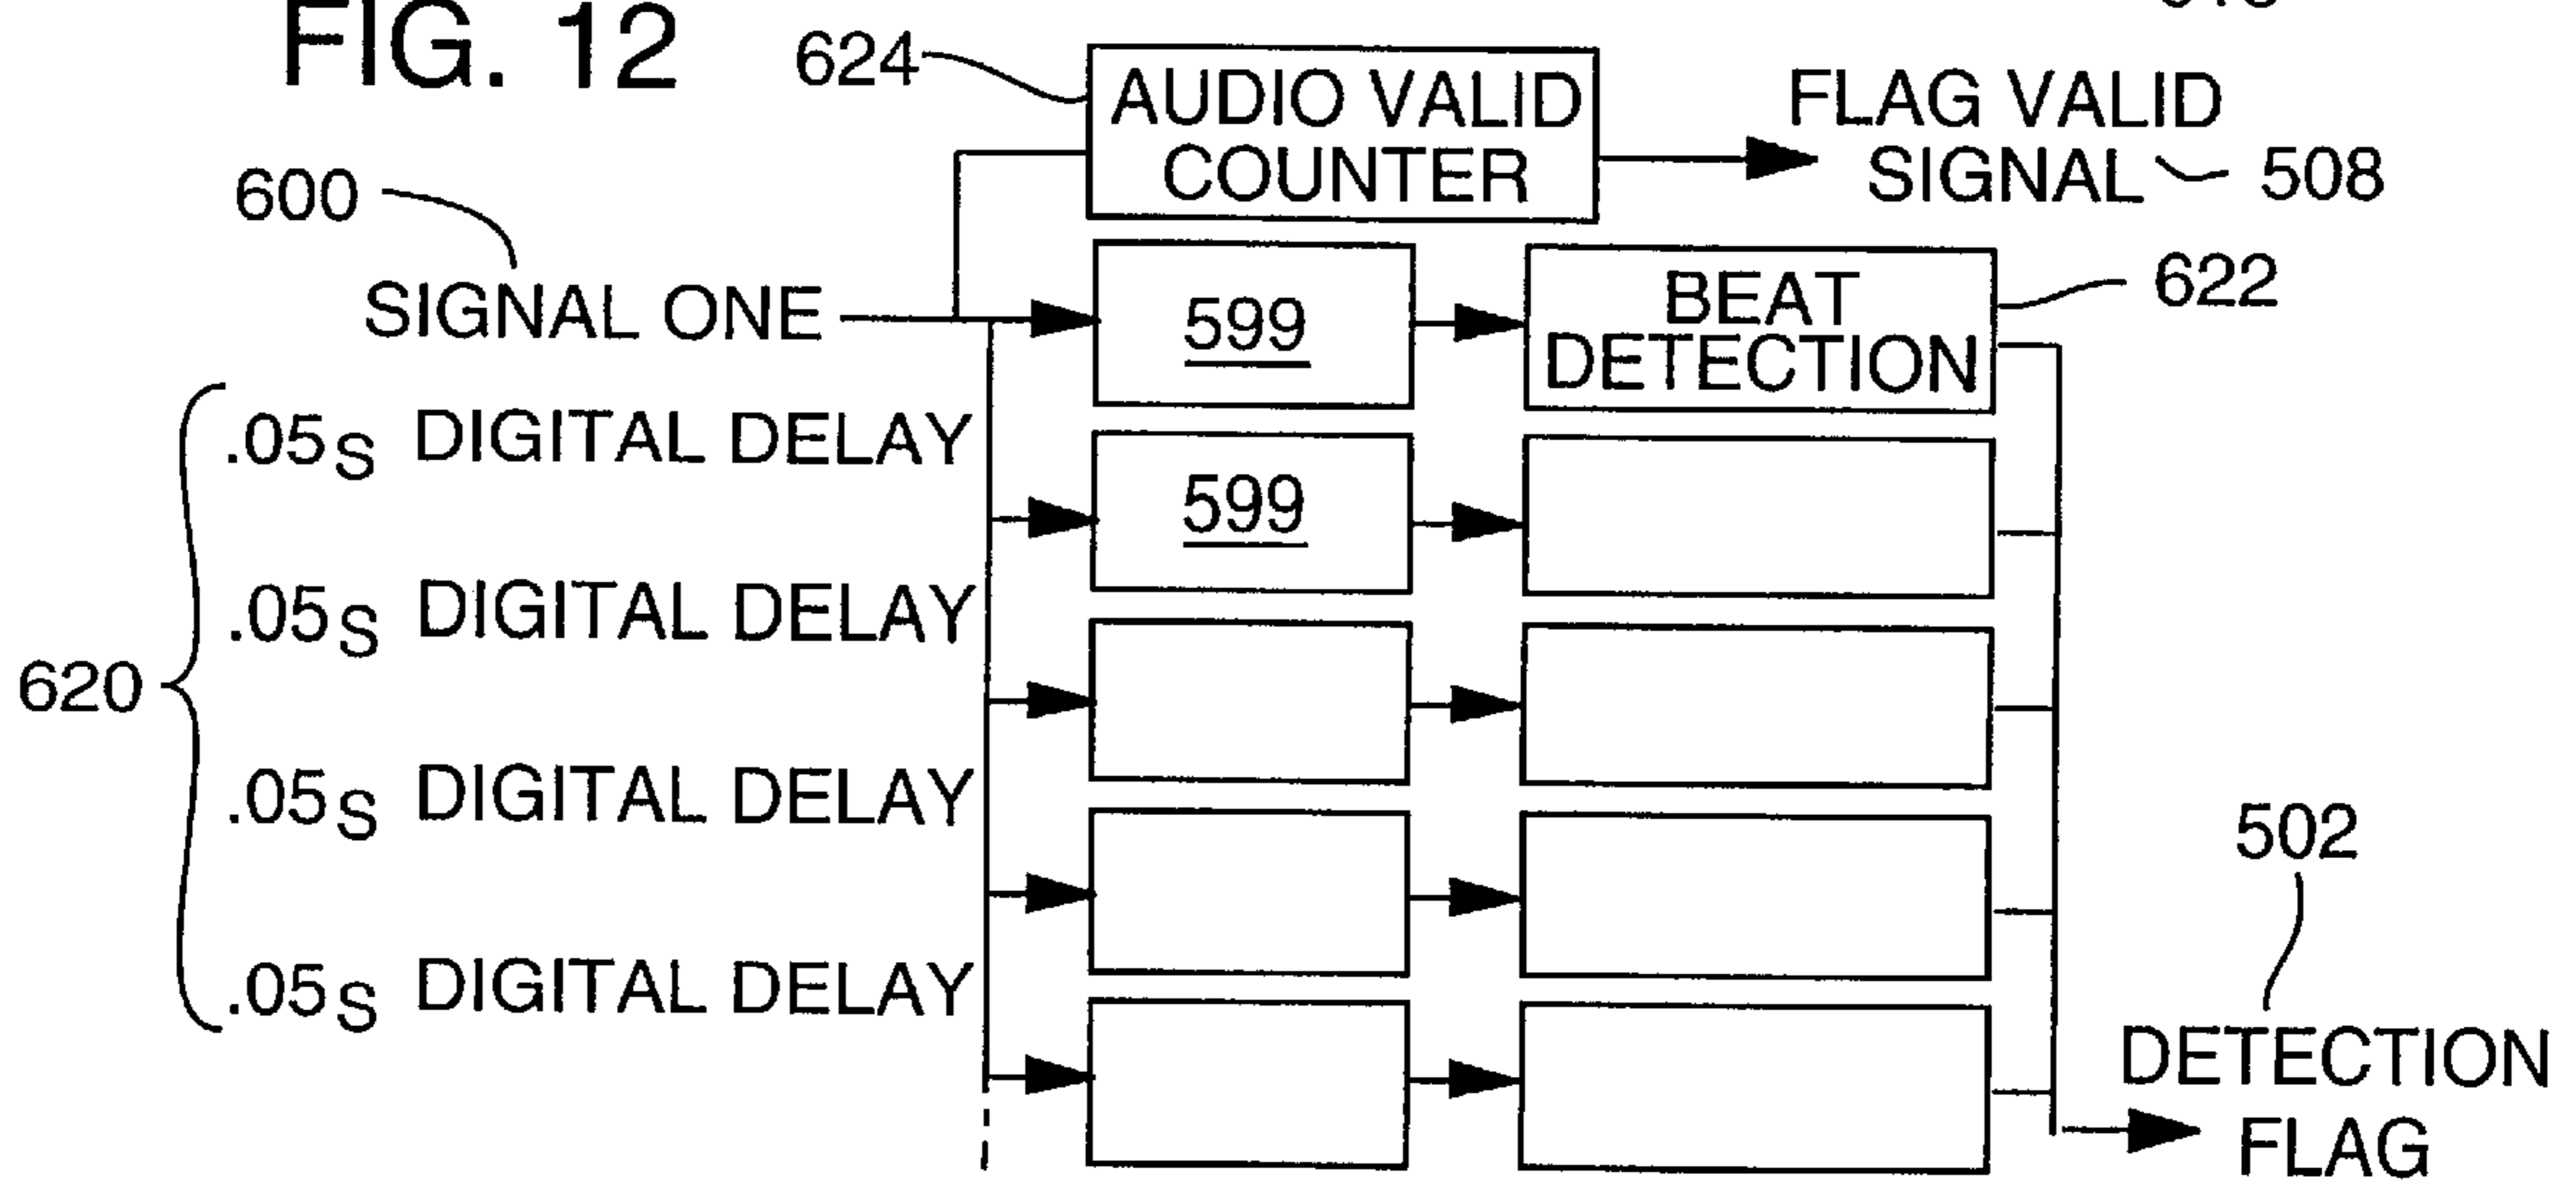 FIG. 12
624
AUDIO VALID
COUNTER
FLAG VALID
SIGNAL
508
600
SIGNAL ONE
599
BEAT
DETECTION
622
.05s DIGITAL DELAY
599
.05s DIGITAL DELAY
620
.05s DIGITAL DELAY
.05s DIGITAL DELAY
502
DETECTION
FLAG